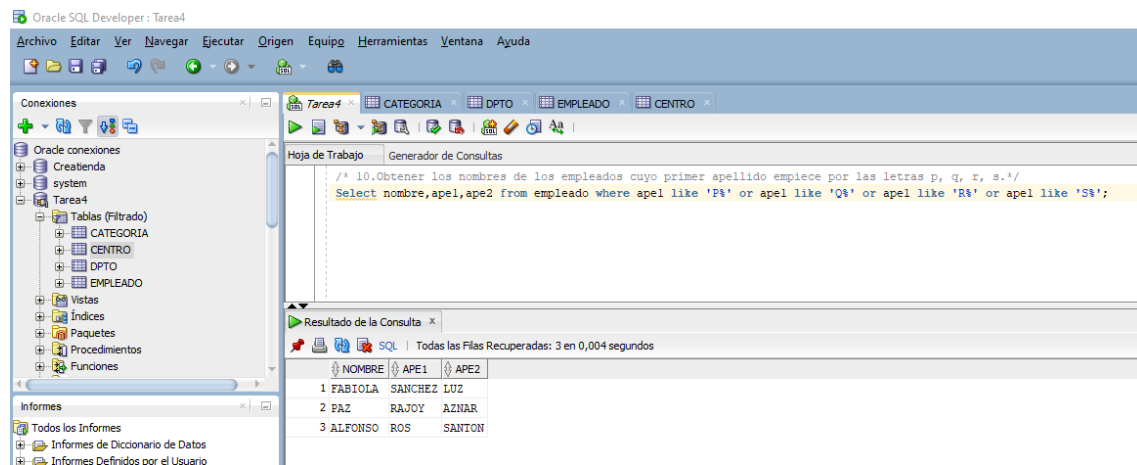 Oracle SQL Developer : Tarea4
Archivo Editar Ver Navegar Ejecutar Origen Equipo Herramientas Ventana Ayuda
Conexiones
Oracle conexiones
Creatienda
system
Tarea4
Tablas (Filtrado)
CATEGORIA
CENTRO
DPTO
EMPLEADO
Vistas
Índices
Paquetes
Procedimientos
Funciones
Informes
Todos los Informes
Informes de Diccionario de Datos
Informes Definidos por el Usuario
Tarea4 CATEGORIA DPTO EMPLEADO CENTRO
Hoja de Trabajo Generador de Consultas
/* 10.Obtener los nombres de los empleados cuyo primer apellido empiece por las letras p, q, r, s.*/
Select nombre,ape1,ape2 from empleado where ape1 like 'P%' or ape1 like 'Q%' or ape1 like 'R%' or ape1 like 'S%';
Resultado de la Consulta x
SQL | Todas las Filas Recuperadas: 3 en 0,004 segundos
NOMBRE APE1 APE2
1 FABIOLA SANCHEZ LUZ
2 PAZ RAJOY AZNAR
3 ALFONSO ROS SANTON